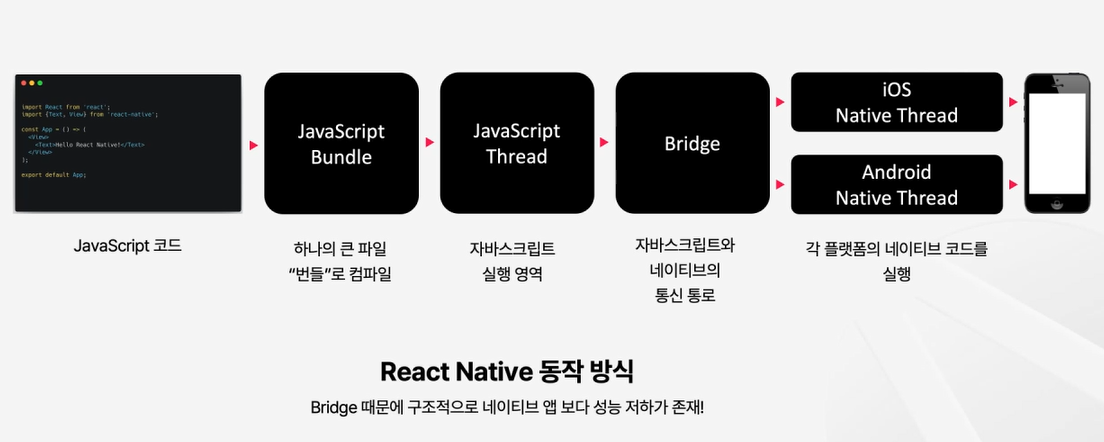 import React from 'react';
import {Text, View} from 'react-native';
const App = () => (
<View>
<Text>Hello React Native!</Text>
</View>
);
export default App;
JavaScript 코드
JavaScript
Bundle
하나의 큰 파일
“번들”로 컴파일
JavaScript
Thread
자바스크립트
실행 영역
Bridge
자바스크립트와
네이티브의
통신 통로
iOS
Native Thread
Android
Native Thread
각 플랫폼의 네이티브 코드를
실행
React Native 동작 방식
Bridge 때문에 구조적으로 네이티브 앱 보다 성능 저하가 존재!